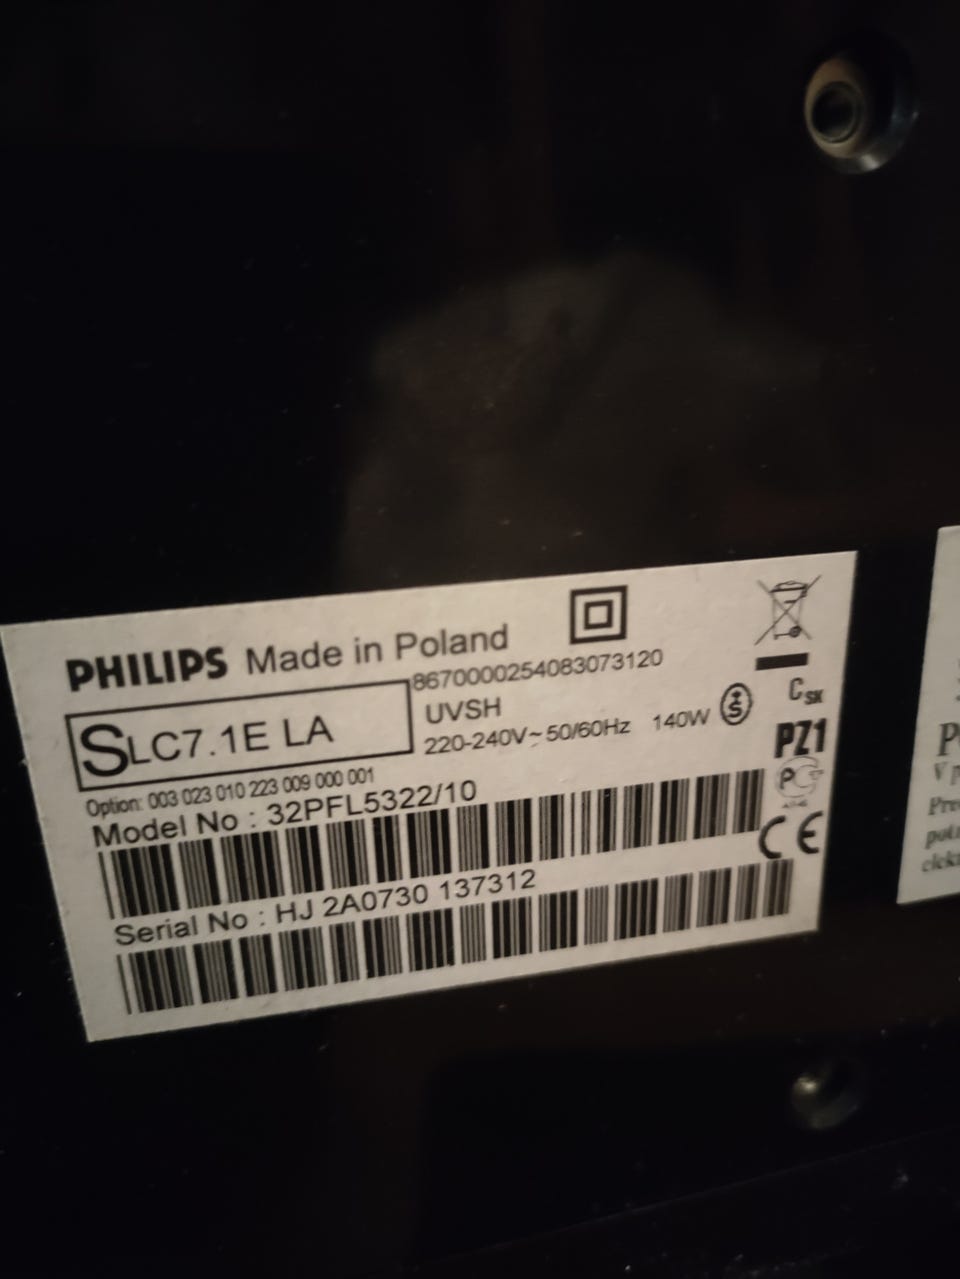 PHILIPS Made in Poland
8670000254083073120
SLC7.1E LA
UVSH
220-240V~50/60Hz 140W
CSK
PZ1
Option: 003 023 010 223 009 000 001
Model No : 32PFL5322/10
CE
Serial No : HJ 2A0730 137312